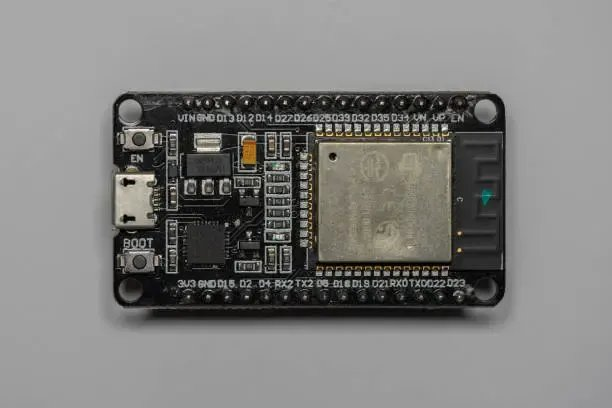 VIN GND D13 D12 D14 D27 D26 D25 D33 D32 D35 D34 VN VP EN
EN
BOOT
3V3 GND D15 D2 D4 RX2 TX2 D5 D18 D19 D21 RX0 TX0 D22 D23